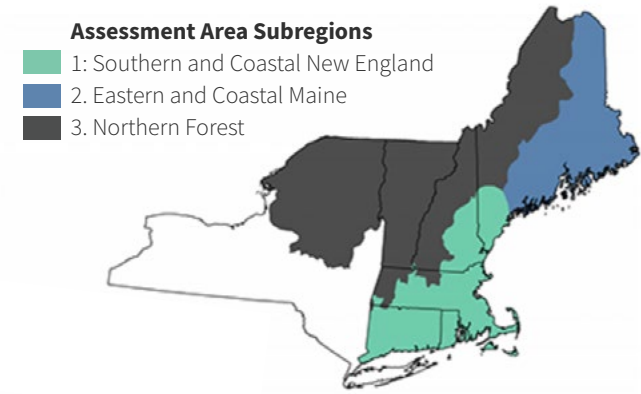 Assessment Area Subregions
1: Southern and Coastal New England
2. Eastern and Coastal Maine
3. Northern Forest